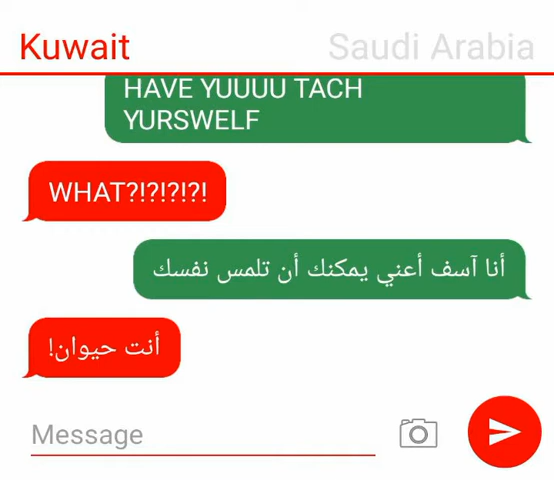 Kuwait
Saudi Arabia
HAVE YUUUU TACH
YURSWELF
WHAT?!?!?!?!
أنا آسف أعني يمكنك أن تلمس نفسك
أنت حيوان!
Message